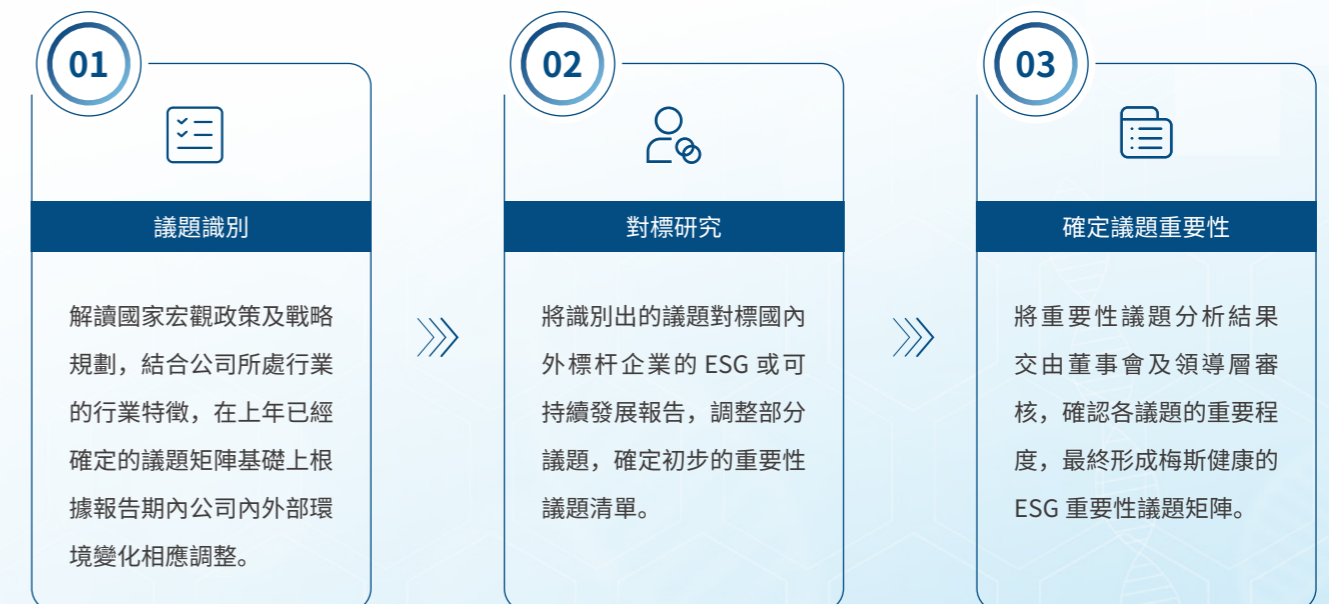 01
議題識別
解讀國家宏觀政策及戰略
規劃，結合公司所處行業
的行業特徵，在上年已經
確定的議題矩陣基礎上根
據報告期內公司內外部環
境變化相應調整。
02
對標研究
將識別出的議題對標國內
外標杆企業的 ESG 或可
持續發展報告，調整部分
議題，確定初步的重要性
議題清單。
03
確定議題重要性
將重要性議題分析結果
交由董事會及領導層審
核，確認各議題的重要程
度，最終形成梅斯健康的
ESG 重要性議題矩陣。